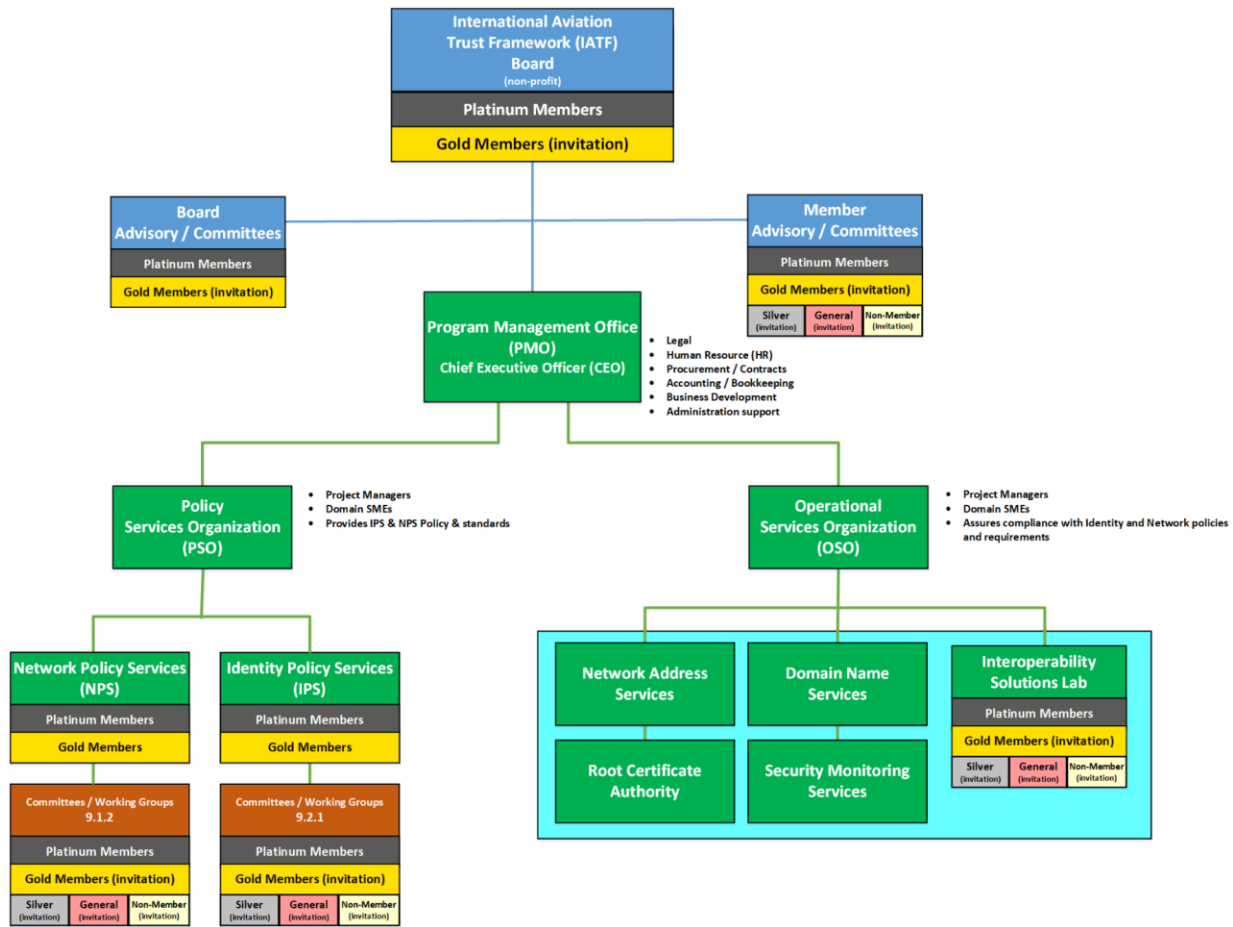 International Aviation
Trust Framework (IATF)
Board
(non-profit)
Platinum Members
Gold Members (invitation)
Board
Advisory / Committees
Platinum Members
Gold Members (invitation)
Member
Advisory / Committees
Platinum Members
Gold Members (invitation)
Silver
(invitation)
General
(invitation)
Non-Member
(invitation)
Program Management Office
(PMO)
Chief Executive Officer (CEO)
• Legal
• Human Resource (HR)
• Procurement / Contracts
• Accounting / Bookkeeping
• Business Development
• Administration support
Policy
Services Organization
(PSO)
• Project Managers
• Domain SMEs
• Provides IPS & NPS Policy & standards
Operational
Services Organization
(OSO)
• Project Managers
• Domain SMEs
• Assures compliance with Identity and Network policies
and requirements
Network Policy Services
(NPS)
Platinum Members
Gold Members
Identity Policy Services
(IPS)
Platinum Members
Gold Members
Network Address
Services
Domain Name
Services
Interoperability
Solutions Lab
Platinum Members
Gold Members (invitation)
Silver
(invitation)
General
(invitation)
Non-Member
(invitation)
Root Certificate
Authority
Security Monitoring
Services
Committees / Working Groups
9.1.2
Platinum Members
Gold Members (invitation)
Silver
(invitation)
General
(invitation)
Non-Member
(invitation)
Committees / Working Groups
9.2.1
Platinum Members
Gold Members (invitation)
Silver
(invitation)
General
(invitation)
Non-Member
(invitation)